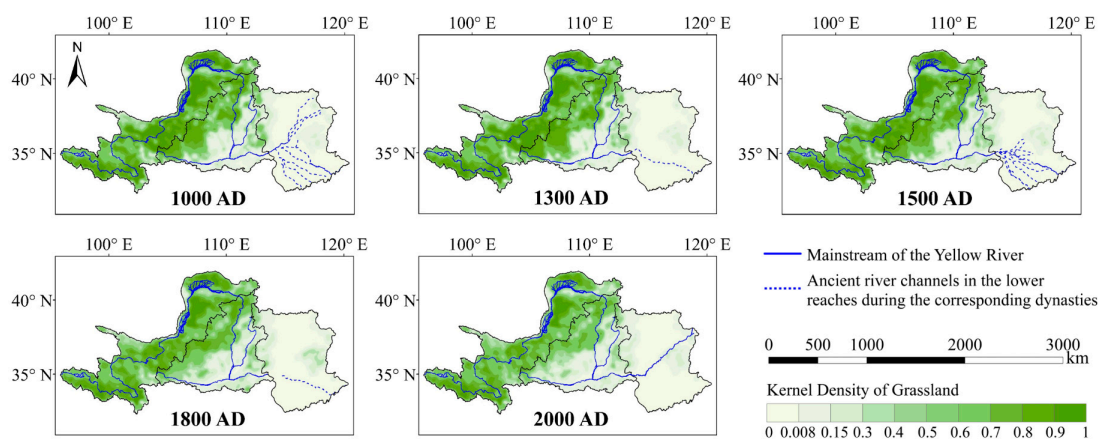 100° E 110° E 120° E 100° E 110° E 120° E 100° E 110° E 120° E
N
40° N 40° N 40° N
35° N 35° N 35° N
1000 AD 1300 AD 1500 AD
100° E 110° E 120° E 100° E 110° E 120° E
40° N 40° N
35° N 35° N
1800 AD 2000 AD
Mainstream of the Yellow River
Ancient river channels in the lower
reaches during the corresponding dynasties
0 500 1000 2000 3000
km
Kernel Density of Grassland
0 0.008 0.15 0.3 0.4 0.5 0.6 0.7 0.8 0.9 1